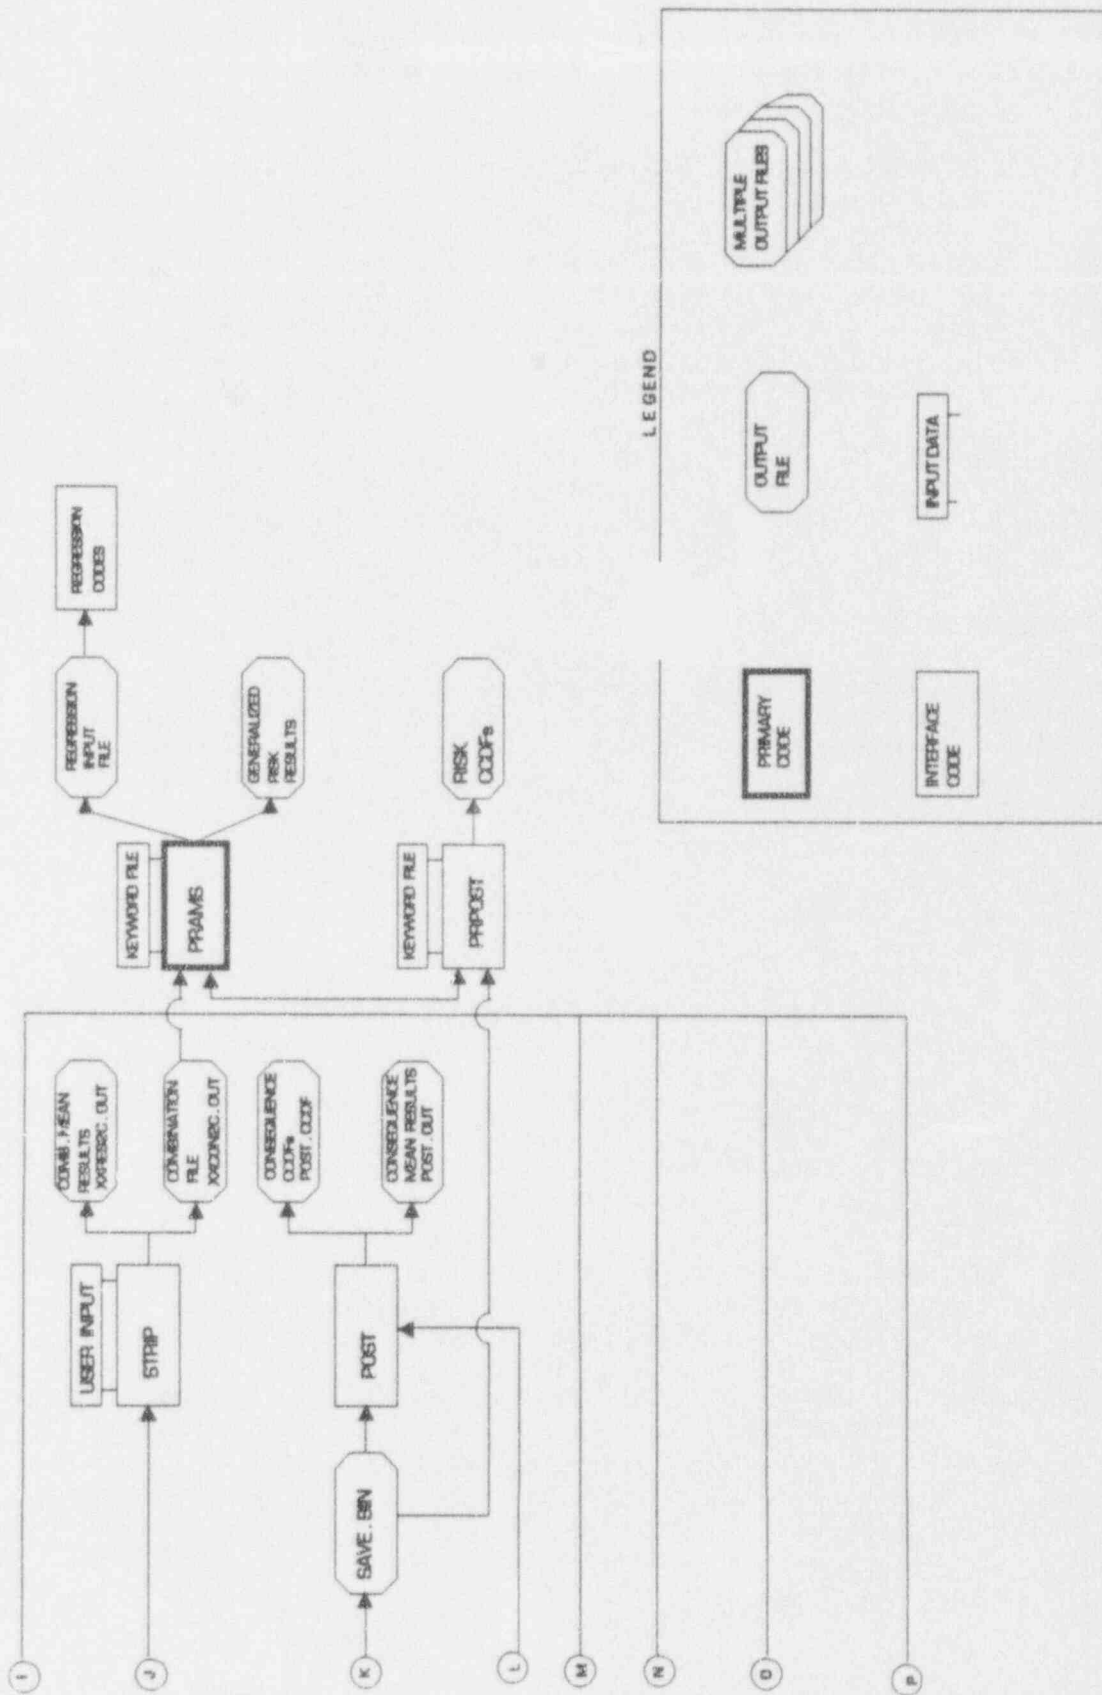 I
J
K
L
M
N
O
P
USER INPUT
STRIP
COMB. MEAN
RESULTS
XXRES2C.OUT
COMBINATION
FILE
XXCON2C.OUT
SAVE.BIN
POST
CONSEQUENCE
CCDFs
POST.CCDF
CONSEQUENCE
MEAN RESULTS
POST.OUT
KEYWORD FILE
PRAMS
REGRESSION
INPUT
FILE
REGRESSION
CODES
GENERALIZED
RISK
RESULTS
KEYWORD FILE
PRPOST
RISK
CCDFs
LEGEND
PRIMARY
CODE
OUTPUT
FILE
MULTIPLE
OUTPUT FILES
INTERFACE
CODE
INPUT DATA